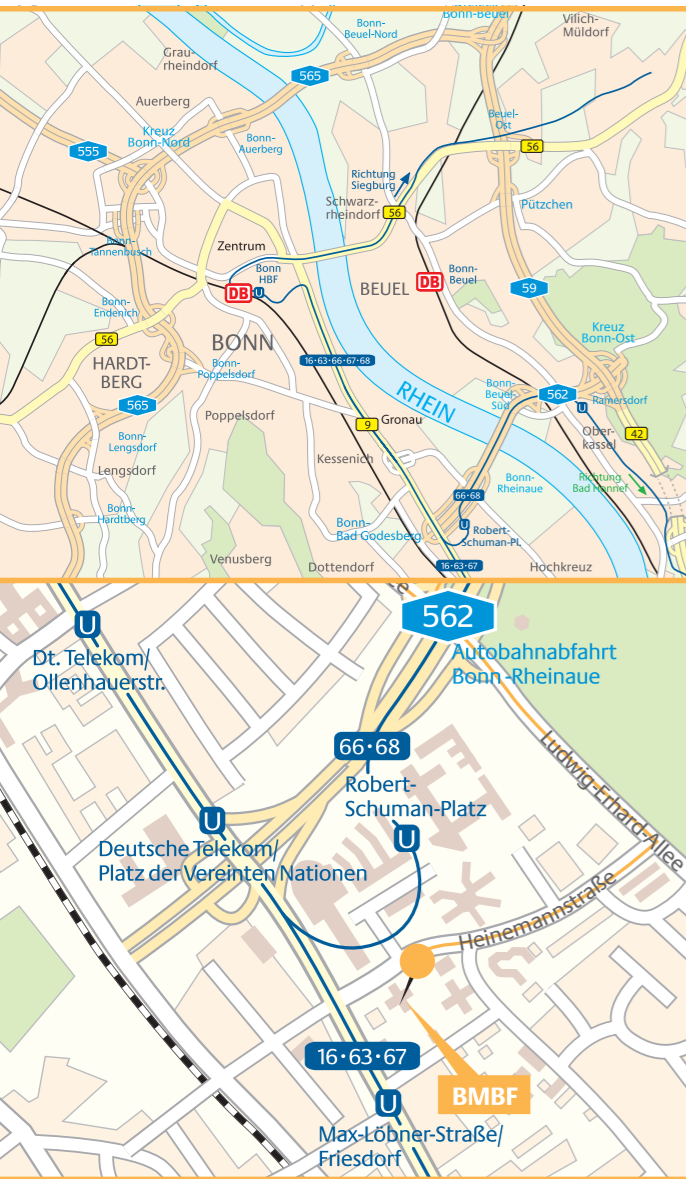 Bonn-Beuel
Vilich-
Müldorf
Bonn-
Beuel-Nord
Grau-
rheindorf
565
Auerberg
Beuel-
Ost
Kreuz
Bonn-Nord
Bonn-
Auerberg
555
56
Richtung
Siegburg
Schwarz-
rheindorf
56
Pützchen
Bonn-
Tannenbusch
Zentrum
Bonn
HBF
DB
U
BEUEL
DB
Bonn-
Beuel
59
Bonn-
Endenich
56
BONN
Kreuz
Bonn-Ost
HARDT-
BERG
Bonn-
Poppelsdorf
16·63·66·67·68
RHEIN
Bonn-
Beuel-
Süd
562
Ramersdorf
U
565
Poppelsdorf
9
Gronau
Ober-
kassel
42
Bonn-
Lengsdorf
Lengsdorf
Kessenich
Bonn-
Rheinaue
Richtung
Bad Honnef
66·68
Bonn-
Hardtberg
Bonn-
Bad Godesberg
U
Robert-
Schuman-Pl.
Venusberg
Dottendorf
16·63·67
Hochkreuz
562
U
Dt. Telekom/
Ollenhauerstr.
Autobahnabfahrt
Bonn-Rheinaue
66·68
Ludwig-Erhard-Allee
Robert-
Schuman-Platz
U
U
Deutsche Telekom/
Platz der Vereinten Nationen
Heinemannstraße
16·63·67
BMBF
U
Max-Löbner-Straße/
Friesdorf